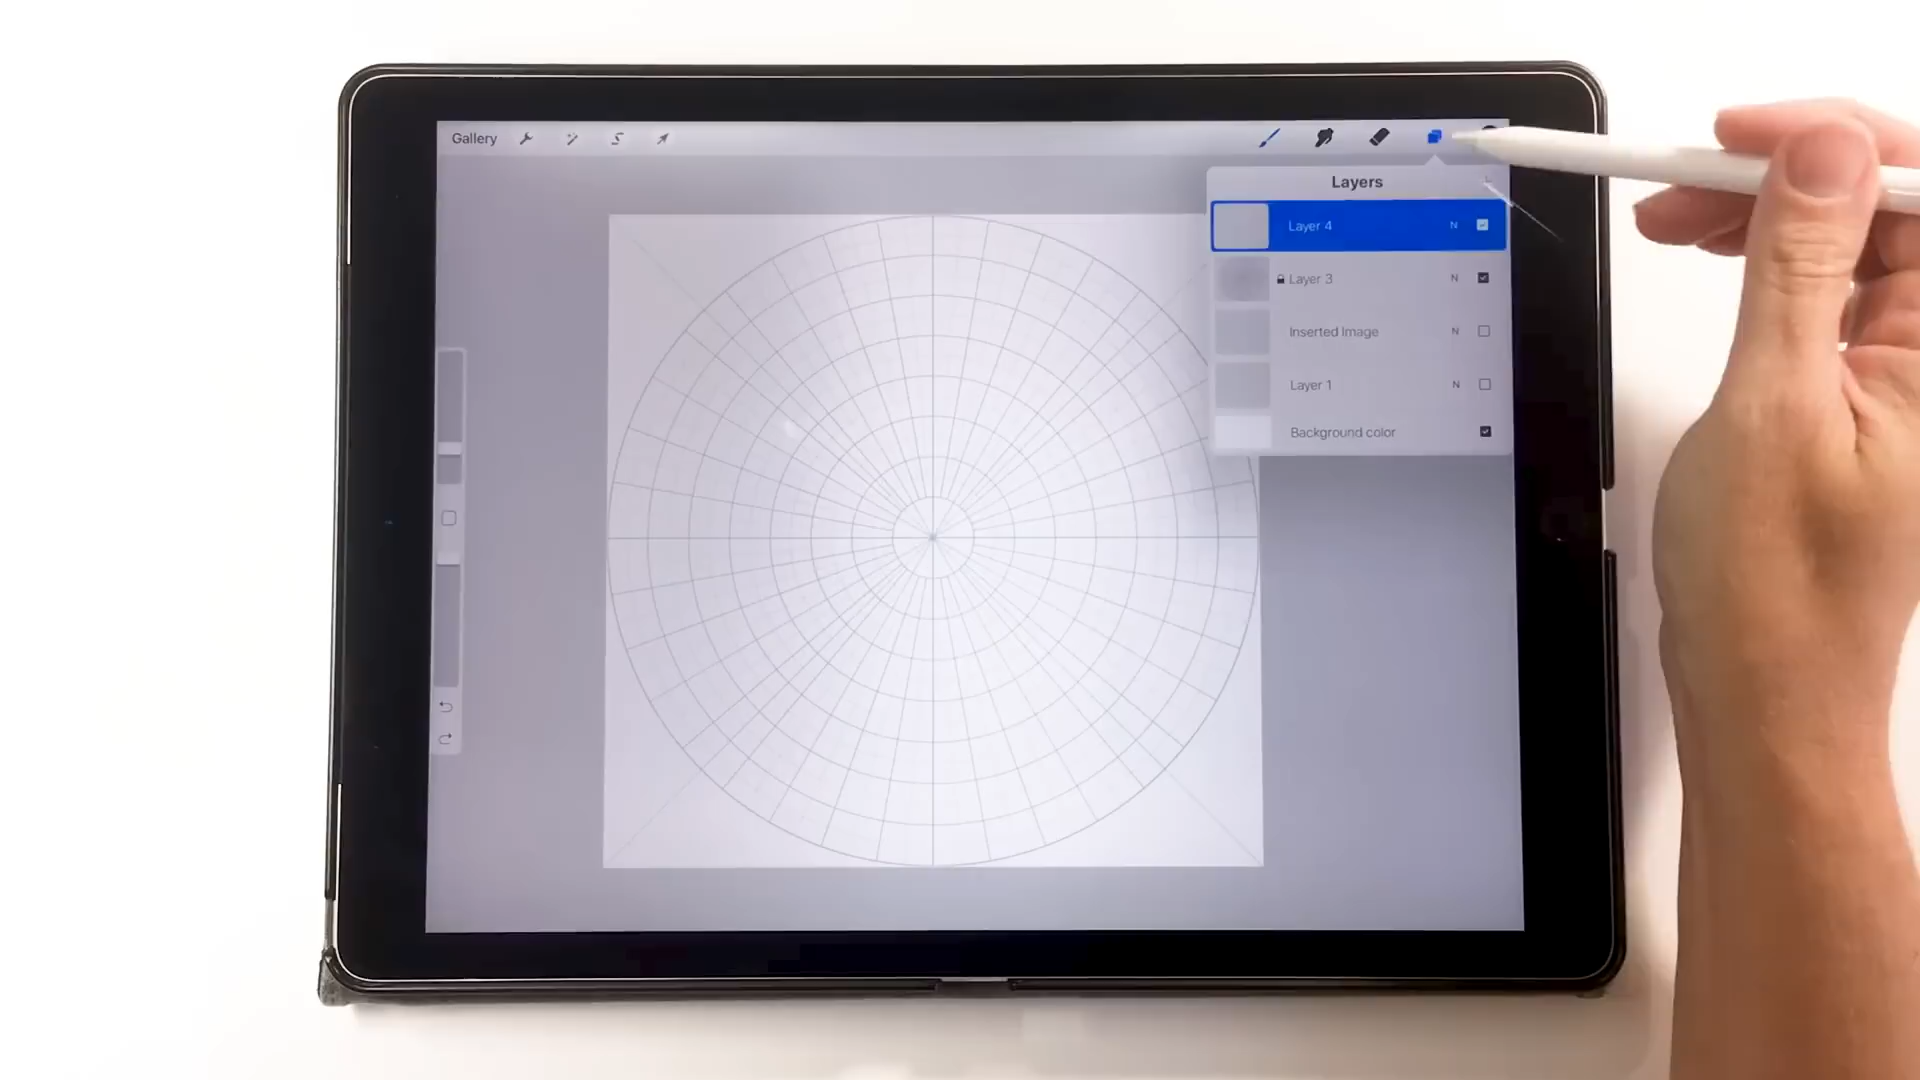 Gallery
Layers
Layer 4 N
Layer 3 N
Inserted Image N
Layer 1 N
Background color